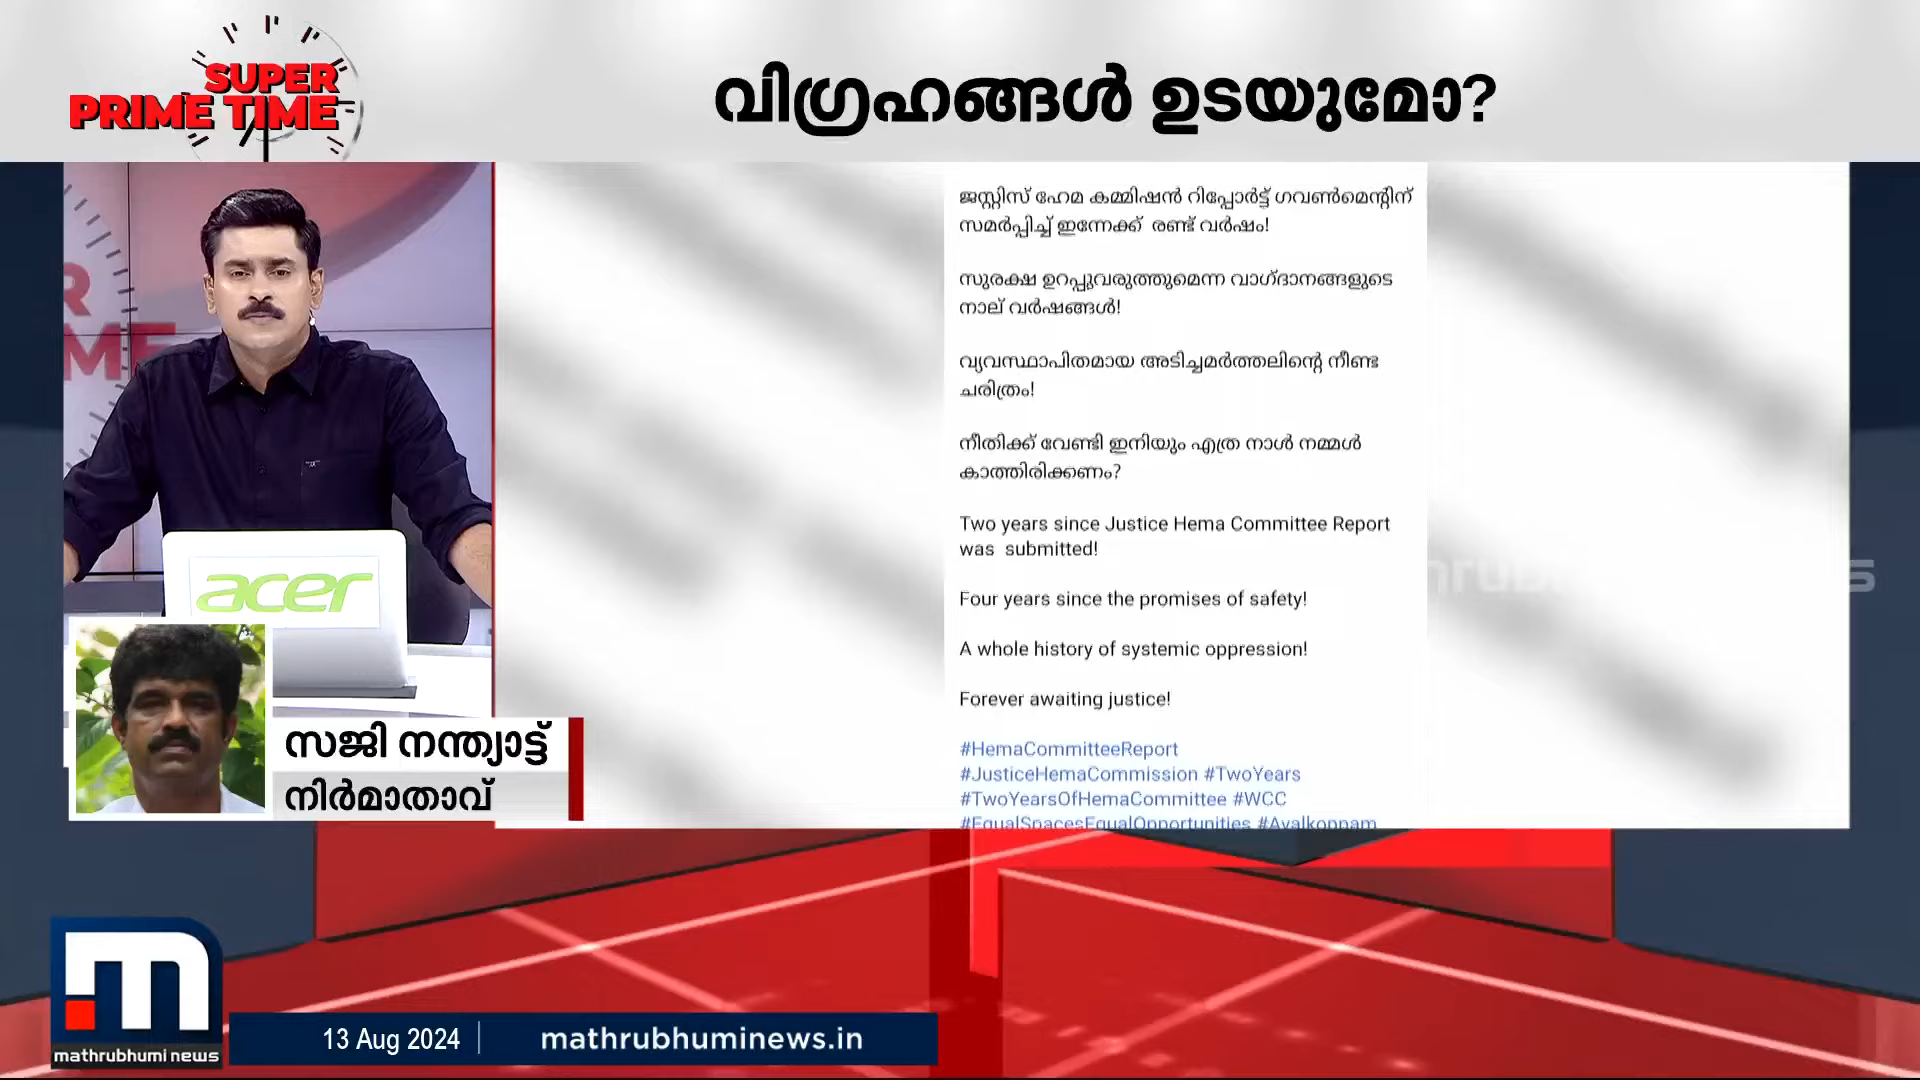 SUPER
PRIME TIME
വിഗ്രഹങ്ങൾ ഉടയുമോ?
ജസ്റ്റിസ് ഹേമ കമ്മിഷൻ റിപ്പോർട്ട് ഗവൺമെന്റിന്
സമർപ്പിച്ച് ഇന്നേക്ക് രണ്ട് വർഷം!
സുരക്ഷ ഉറപ്പുവരുത്തുമെന്ന വാഗ്ദാനങ്ങളുടെ
നാല് വർഷങ്ങൾ!
വ്യവസ്ഥാപിതമായ അടിച്ചമർത്തലിന്റെ നീണ്ട
ചരിത്രം!
നീതിക്ക് വേണ്ടി ഇനിയും എത്ര നാൾ നമ്മൾ
കാത്തിരിക്കണം?
Two years since Justice Hema Committee Report
was submitted!
Four years since the promises of safety!
A whole history of systemic oppression!
Forever awaiting justice!
#HemaCommitteeReport
#JusticeHemaCommission #TwoYears
#TwoYearsOfHemaCommittee #WCC
#EqualSpacesEqualOpportunities #Avalkoppam
acer
സജി നന്ത്യാട്ട്
നിർമാതാവ്
mathrubhumi news
13 Aug 2024
mathrubhuminews.in